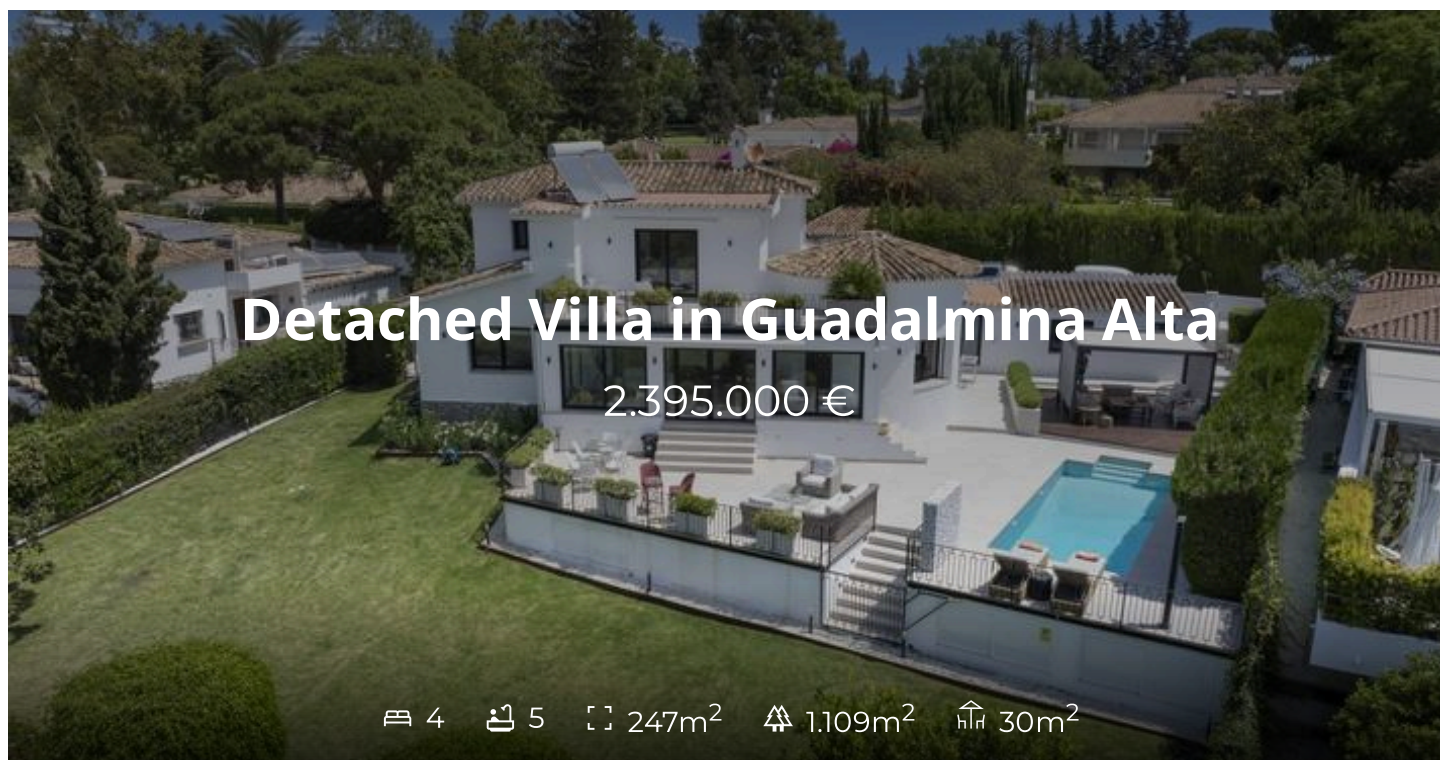 Detached Villa in Guadalmina Alta
2.395.000 €
4 5 247m² 1.109m² 30m²